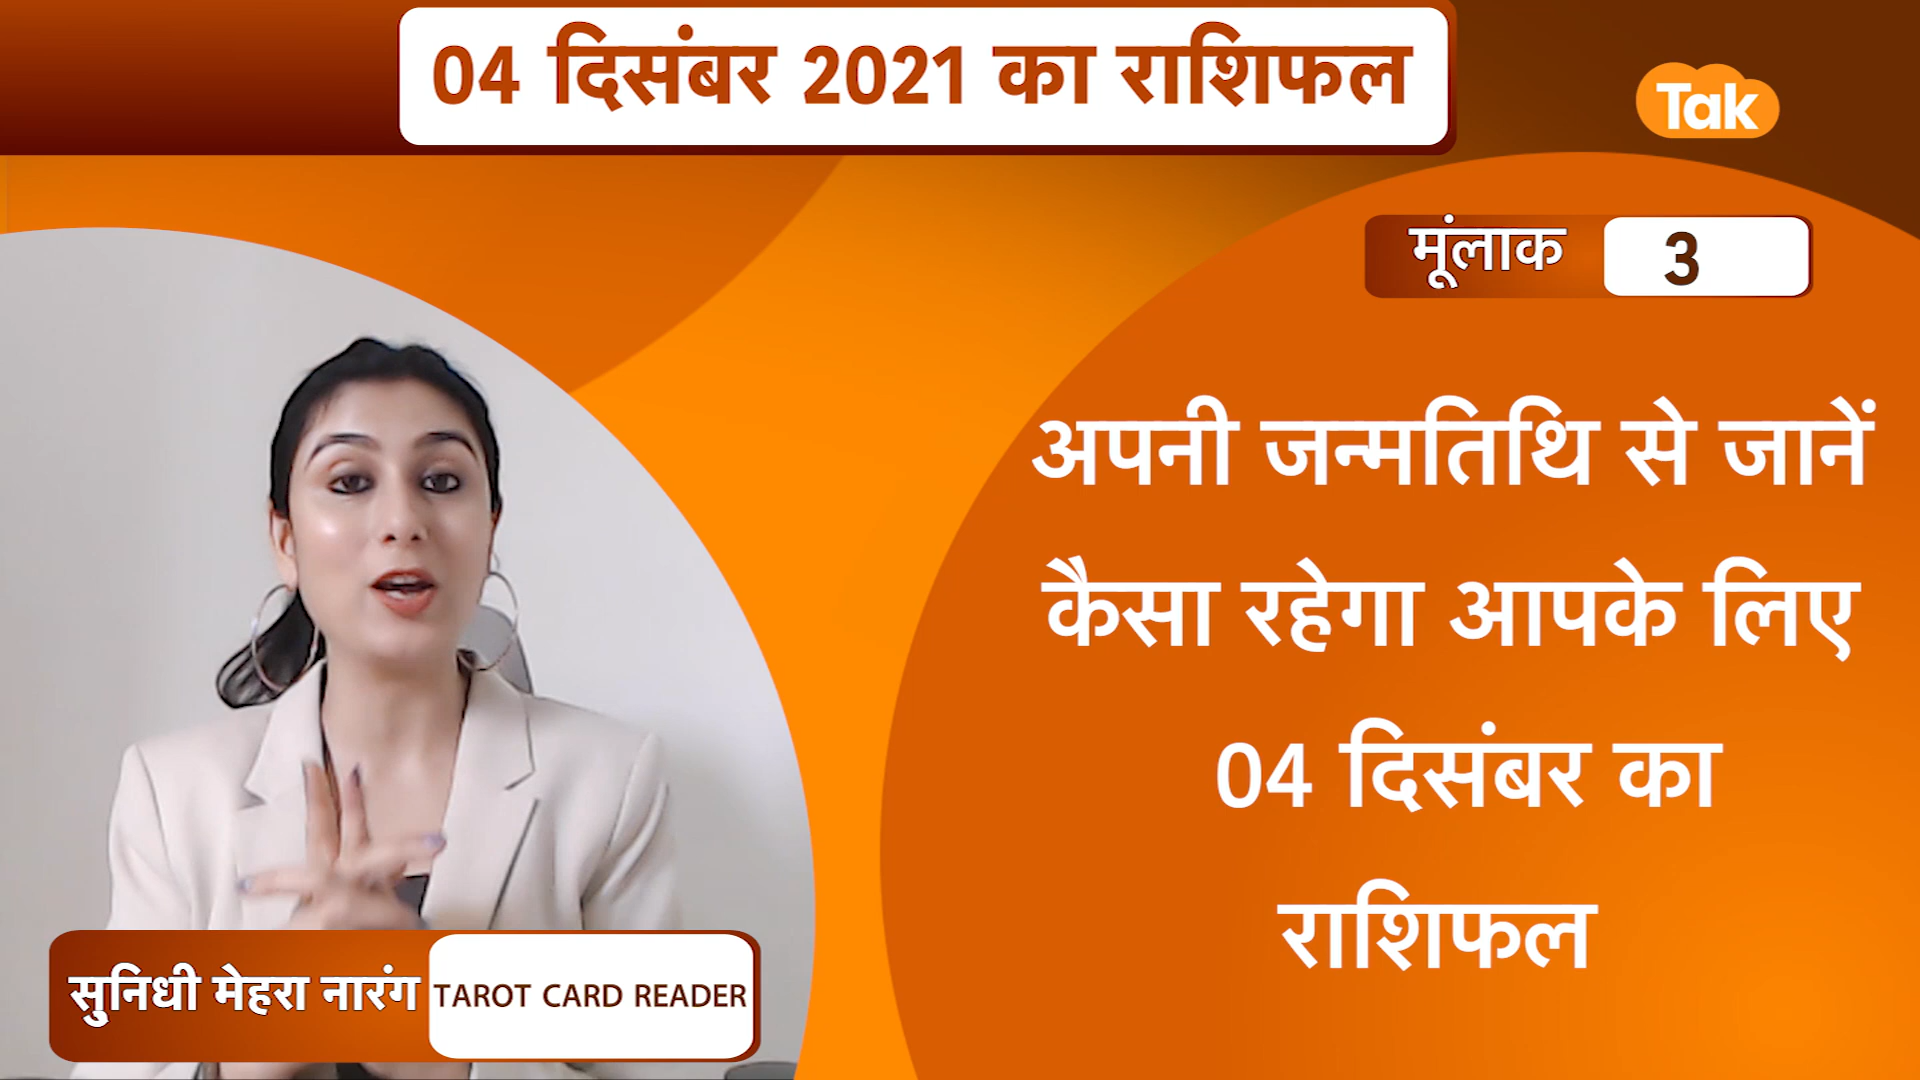 04 दिसंबर 2021 का राशिफल
Tak
मूंलाक 3
अपनी जन्मतिथि से जानें
कैसा रहेगा आपके लिए
04 दिसंबर का
राशिफल
सुनिधी मेहरा नारंग TAROT CARD READER